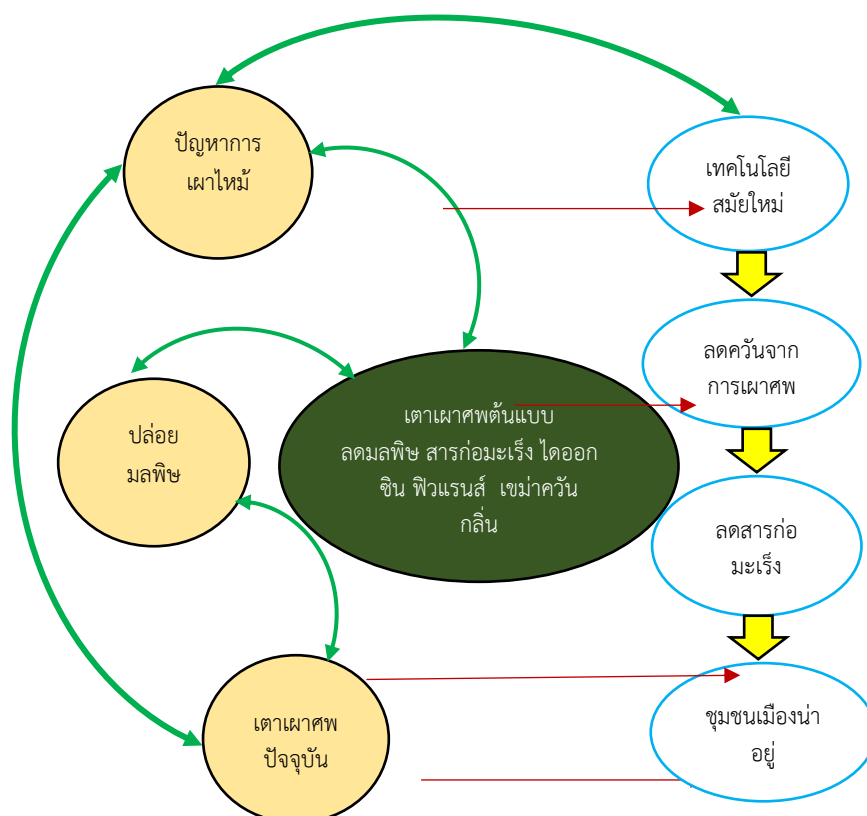 ปัญหาการ
เผาไหม้
เทคโนโลยี
สมัยใหม่
ลดควันจาก
การเผาศพ
เตาเผาศพต้นแบบ
ลดมลพิษ สารก่อมะเร็ง ไดออก
ซิน ฟิวแรนส์ เขม่าควัน
กลิ่น
ปล่อย
มลพิษ
ลดสารก่อ
มะเร็ง
เตาเผาศพ
ปัจจุบัน
ชุมชนเมืองน่า
อยู่